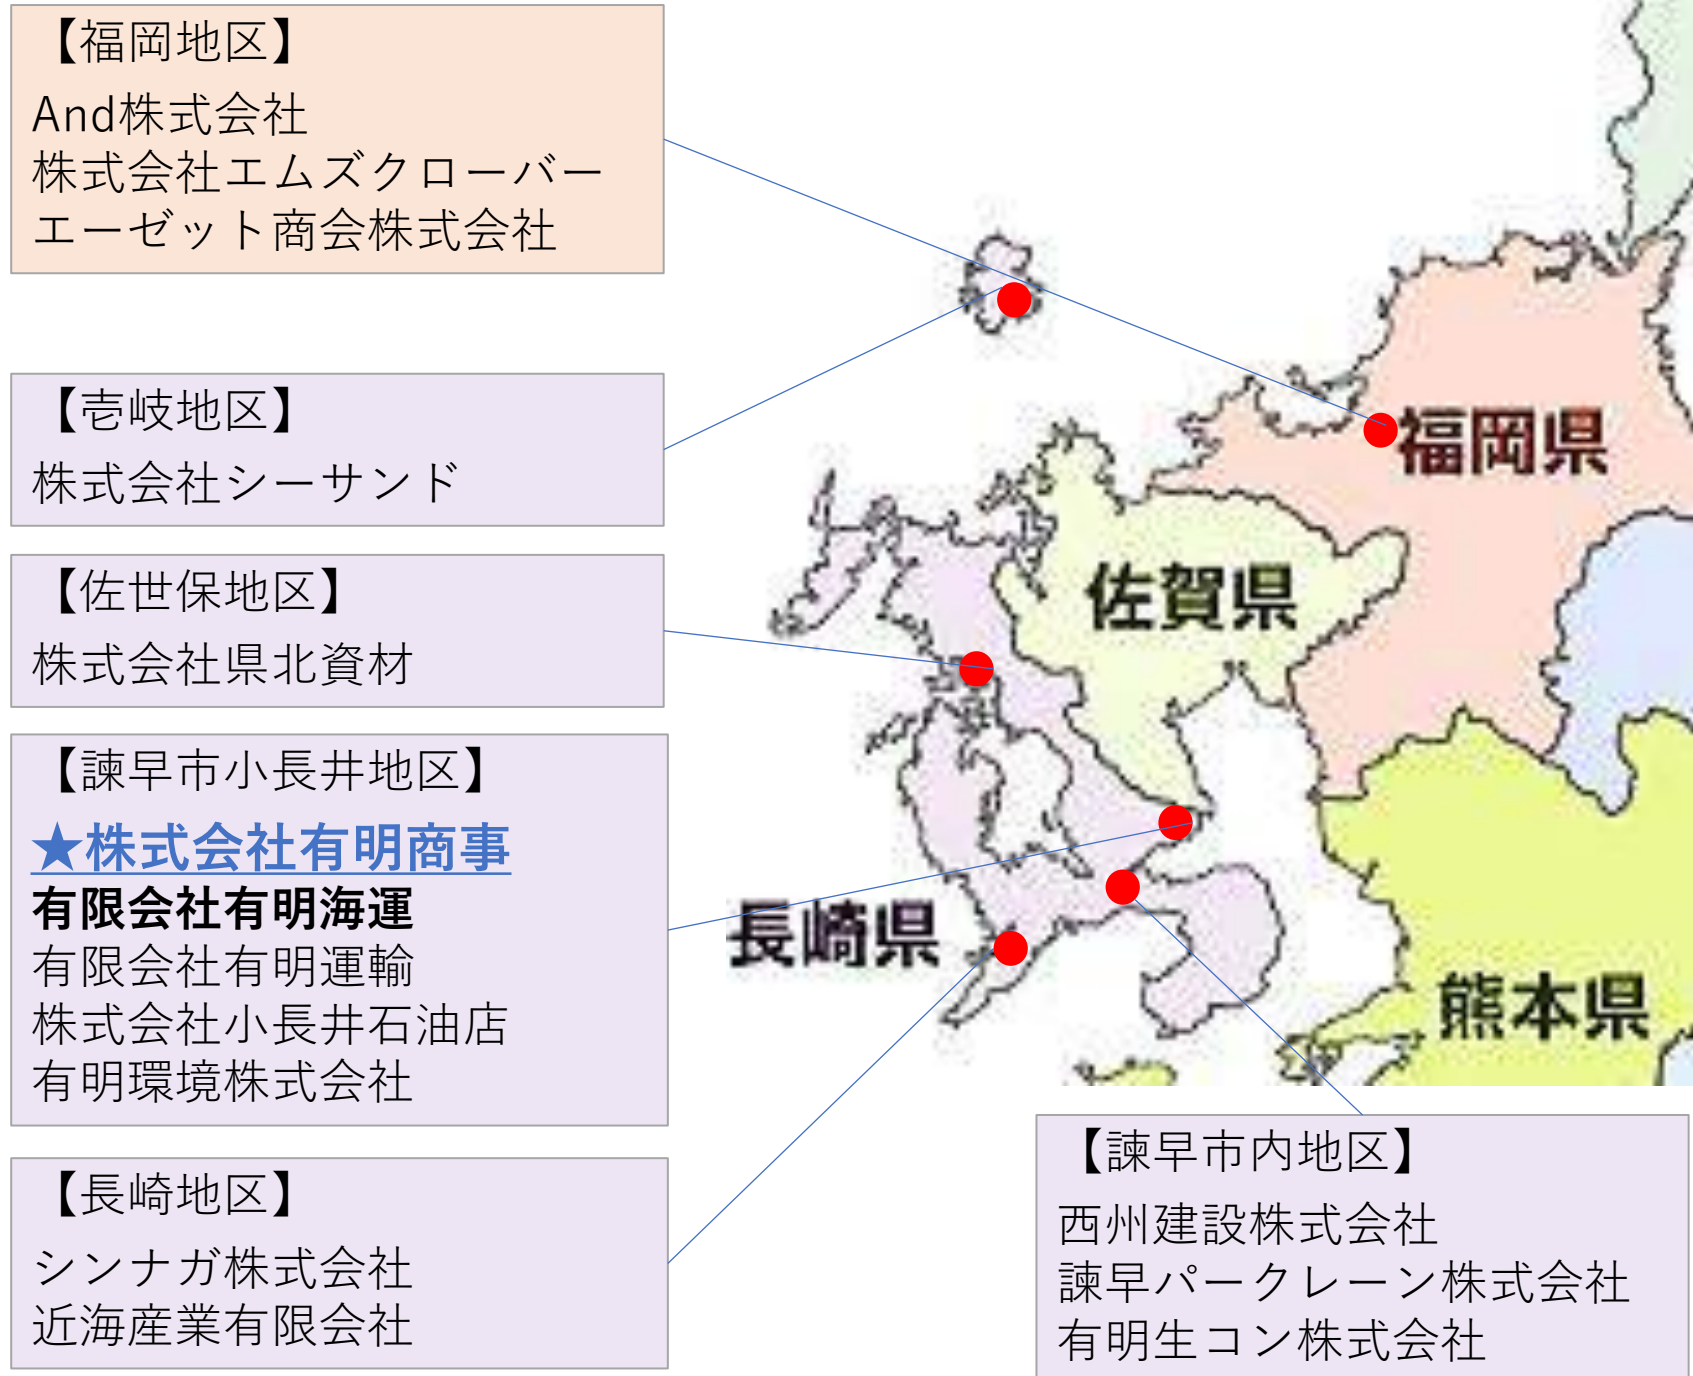 【福岡地区】
And株式会社
株式会社エムズクローバー
エーゼット商会株式会社
【壱岐地区】
株式会社シーサンド
【佐世保地区】
株式会社県北資材
【諫早市小長井地区】
★株式会社有明商事
有限会社有明海運
有限会社有明運輸
株式会社小長井石油店
有明環境株式会社
【長崎地区】
シンナガ株式会社
近海産業有限会社
福岡県
佐賀県
長崎県
熊本県
【諫早市内地区】
西州建設株式会社
諫早パークレーン株式会社
有明生コン株式会社